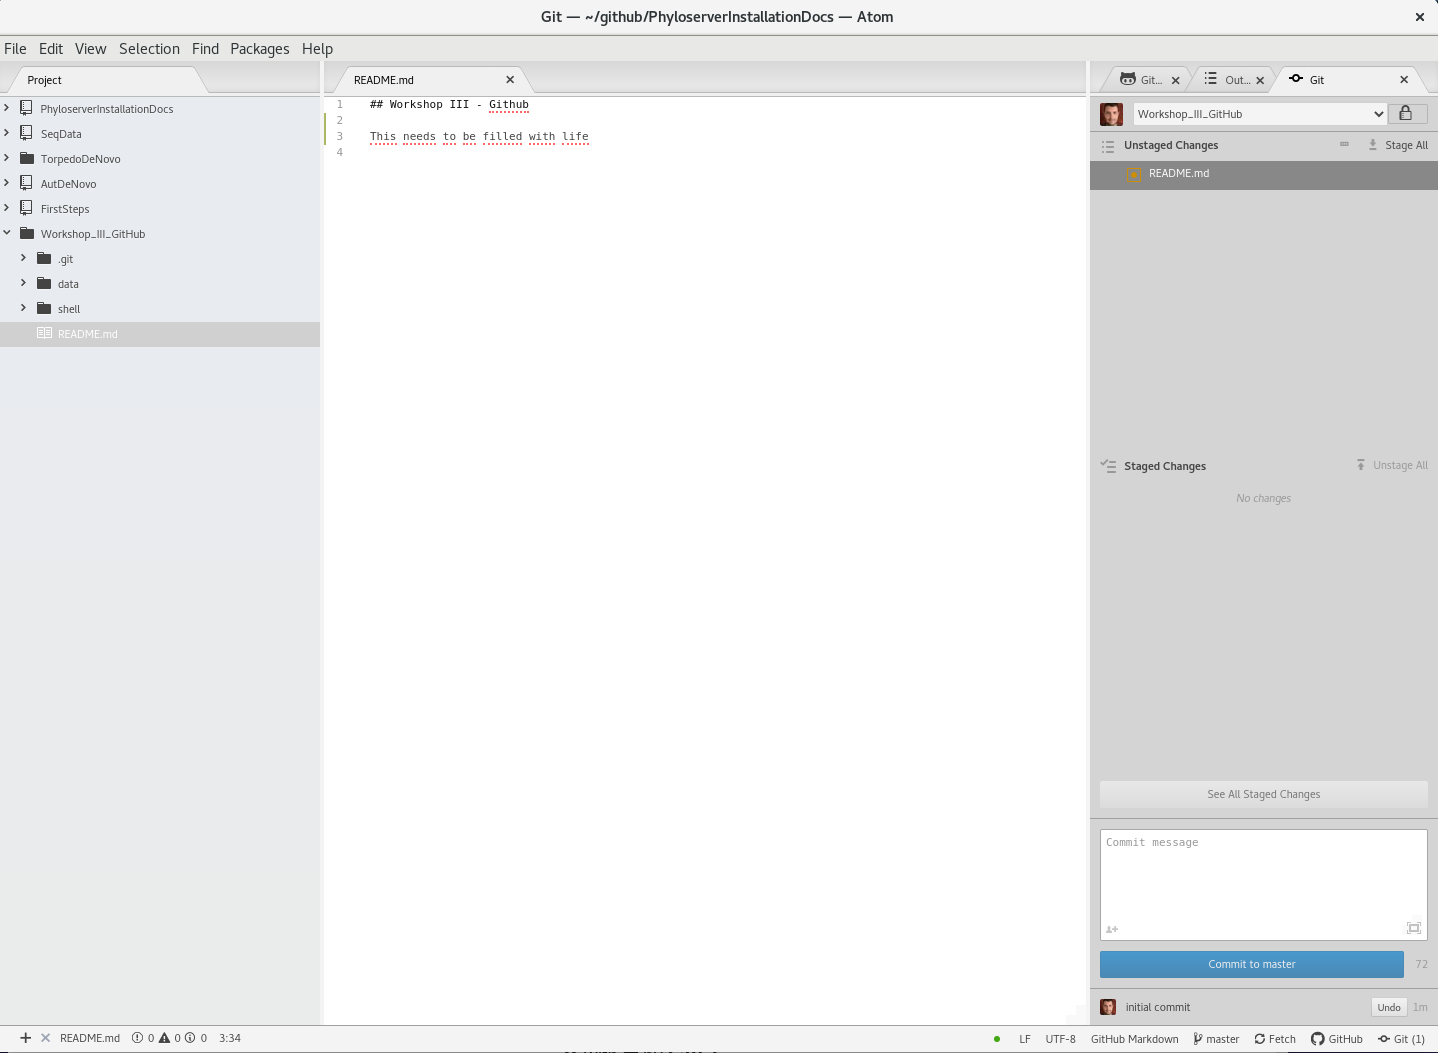 Git — ~/github/PhyloserverInstallationDocs — Atom
File Edit View Selection Find Packages Help
Project
PhyloserverInstallationDocs
SeqData
TorpedoDeNovo
AutDeNovo
FirstSteps
Workshop_III_GitHub
.git
data
shell
README.md
README.md
1 ## Workshop III - Github
2
3 This needs to be filled with life
4
Git... Out... Git
Workshop_III_GitHub
Unstaged Changes Stage All
README.md
Staged Changes Unstage All
No changes
See All Staged Changes
Commit message
Commit to master 72
initial commit Undo 1m
README.md 0 0 0 3:34 LF UTF-8 GitHub Markdown master Fetch GitHub Git (1)